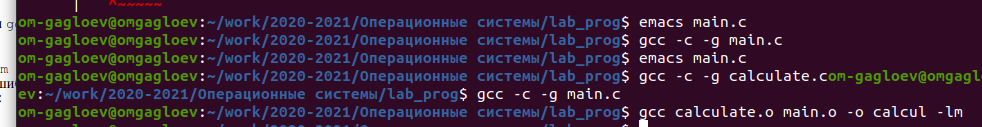 ^~~~~~
om-gagloev@omgagloev:~/work/2020-2021/Операционные системы/lab_prog$ emacs main.c
om-gagloev@omgagloev:~/work/2020-2021/Операционные системы/lab_prog$ gcc -c -g main.c
om-gagloev@omgagloev:~/work/2020-2021/Операционные системы/lab_prog$ emacs main.c
om-gagloev@omgagloev:~/work/2020-2021/Операционные системы/lab_prog$ gcc -c -g calculate.com-gagloev@omgaglo
ev:~/work/2020-2021/Операционные системы/lab_prog$ gcc -c -g main.c
om-gagloev@omgagloev:~/work/2020-2021/Операционные системы/lab_prog$ gcc calculate.o main.o -o calcul -lm